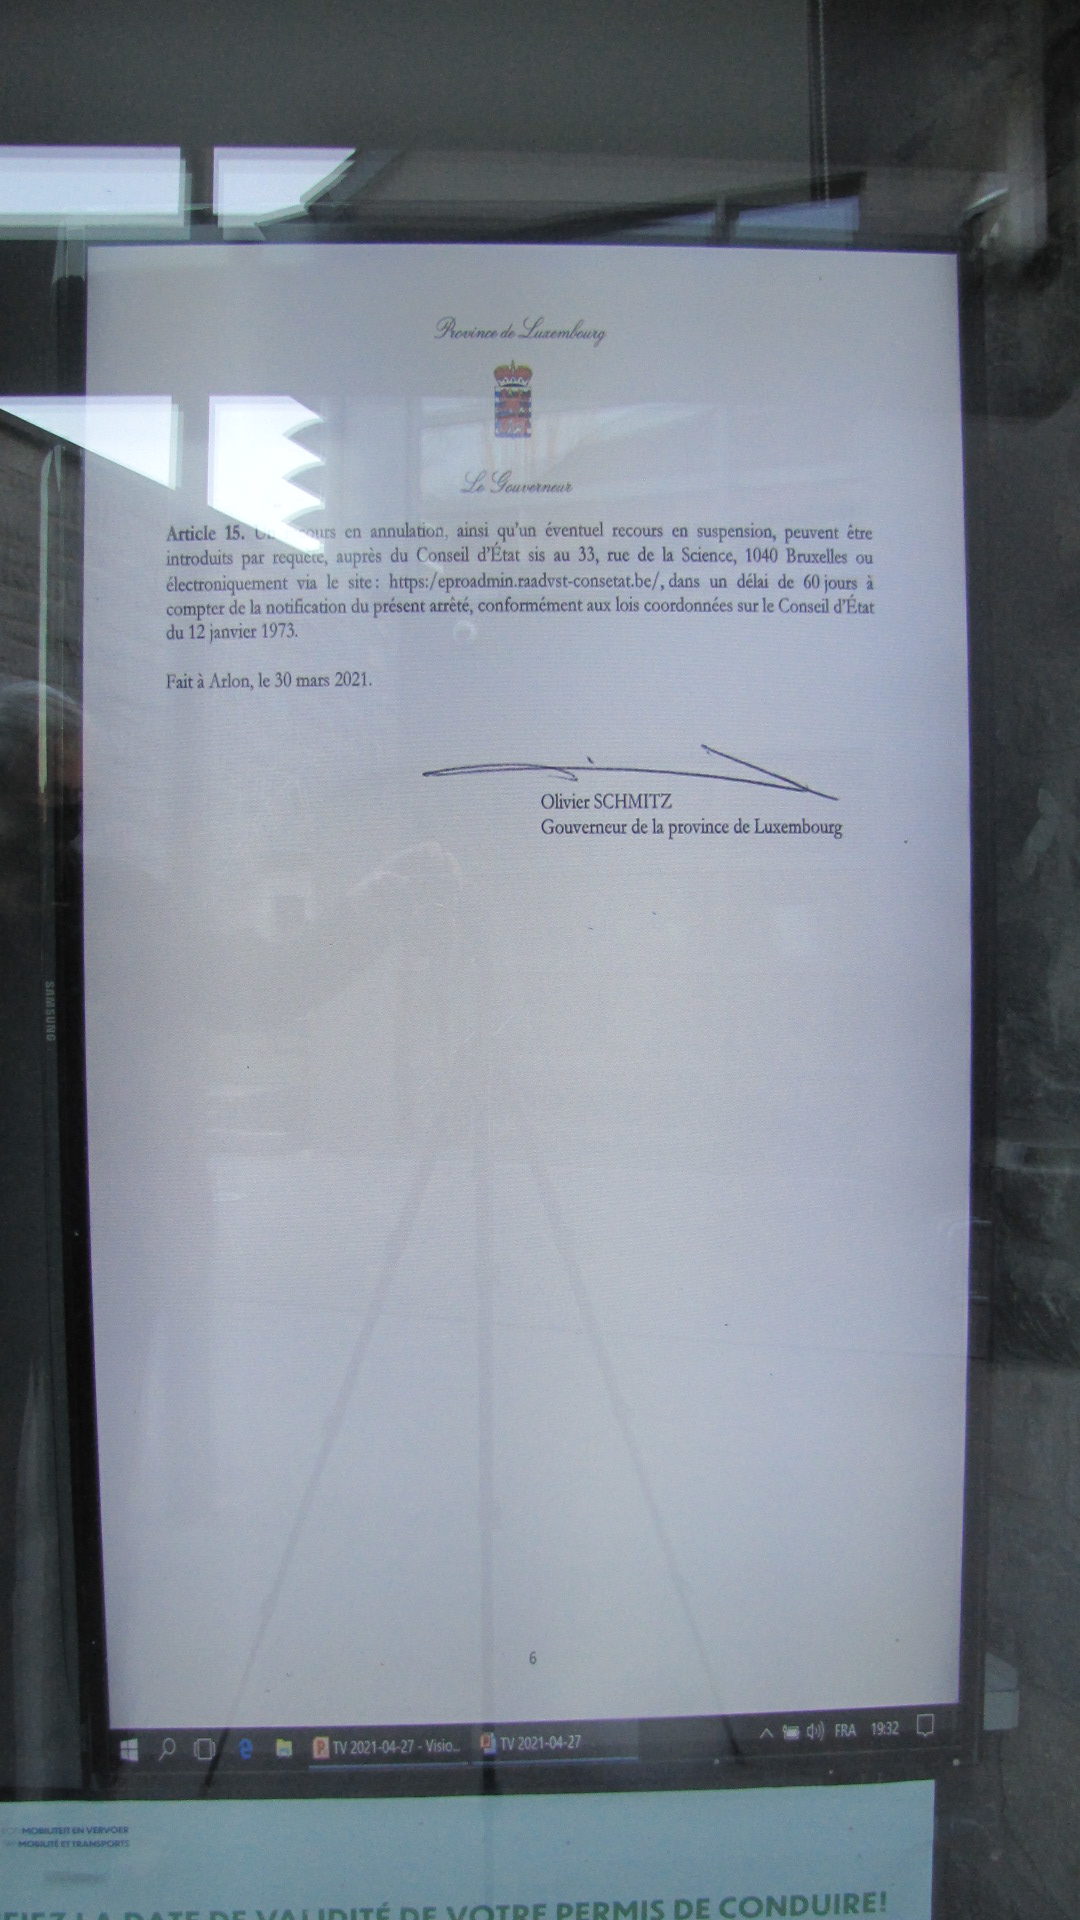 Province de Luxembourg
Le Gouverneur
Article 15. ours en annulation, ainsi qu'un éventuel recours en suspension, peuvent être
introduits par requête, auprès du Conseil d'État sis au 33, rue de la Science, 1040 Bruxelles ou
électroniquement via le site : https:/eproadmin.raadvst-consetat.be/, dans un délai de 60 jours à
compter de la notification du présent arrêté, conformément aux lois coordonnées sur le Conseil d'État
du 12 janvier 1973.
Fait à Arlon, le 30 mars 2021.
Olivier SCHMITZ
Gouverneur de la province de Luxembourg
SAMSUNG
6
TV 2021-04-27 - Visio...
TV 2021-04-27
FRA 19:32
MOBILITEIT EN VERVOER
MOBILITÉ ET TRANSPORTS
LA DATE DE VALIDITÉ DE VOTRE PERMIS DE CONDUIRE!